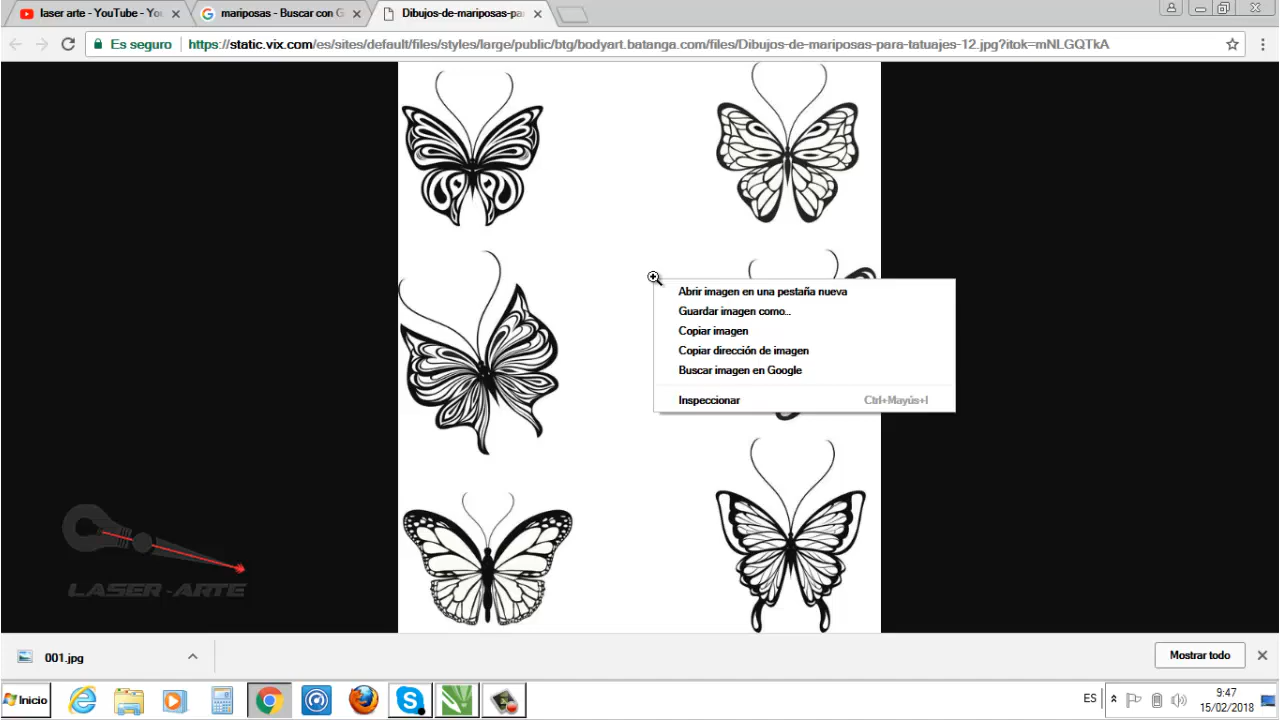 laser arte - YouTube - You
mariposas - Buscar con G
Dibujos-de-mariposas-pa
Es seguro
https://static.vix.com/es/sites/default/files/styles/large/public/btg/bodyart.batanga.com/files/Dibujos-de-mariposas-para-tatuajes-12.jpg?itok=mNLGQTkA
Abrir imagen en una pestaña nueva
Guardar imagen como...
Copiar imagen
Copiar dirección de imagen
Buscar imagen en Google
Inspeccionar Ctrl+Mayús+I
LASER-ARTE
001.jpg
Mostrar todo
Inicio
ES
9:47
15/02/2018